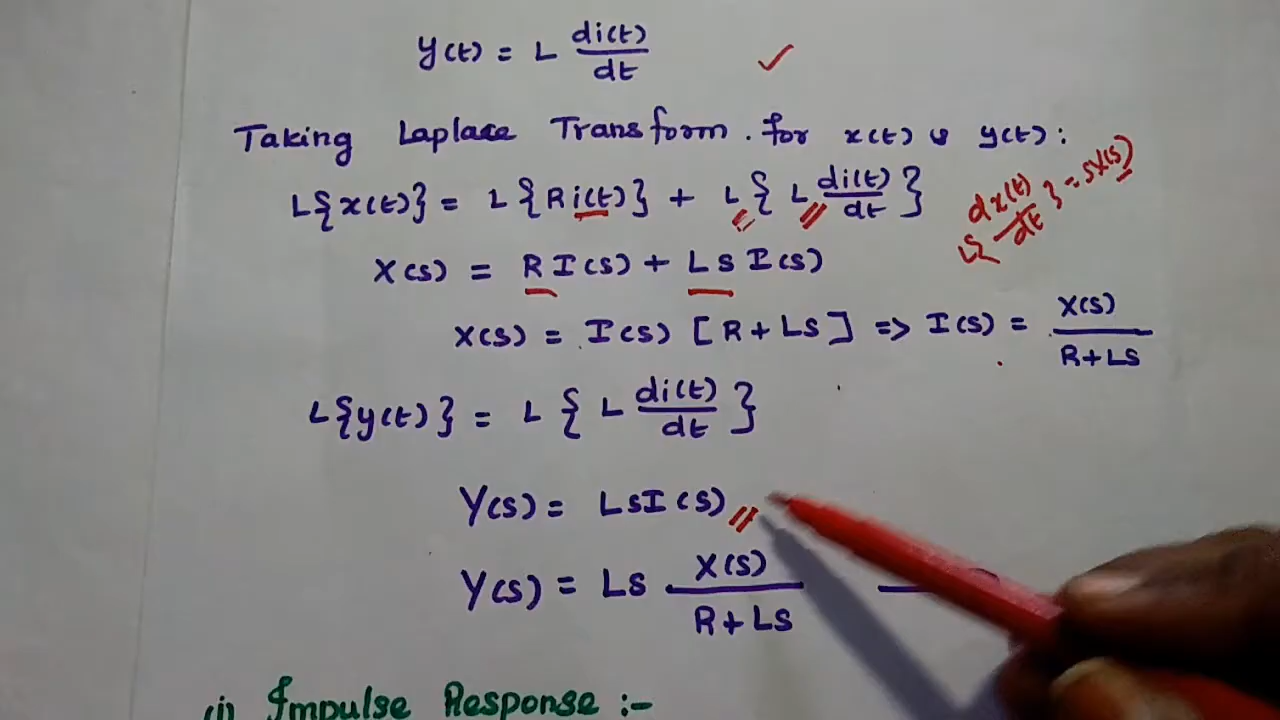 y(t) = L di(t)/dt ✓
Taking Laplace Transform. for x(t) & y(t):
L{x(t)} = L{R i(t)} + L{L di(t)/dt}
L{dx(t)/dt} = sX(s)
X(s) = R I(s) + Ls I(s)
X(s) = I(s) [R + Ls] => I(s) = X(s)/R+Ls
L{y(t)} = L{L di(t)/dt}
Y(s) = LsI(s)
Y(s) = Ls X(s)/R+Ls
(i) Impulse Response :-